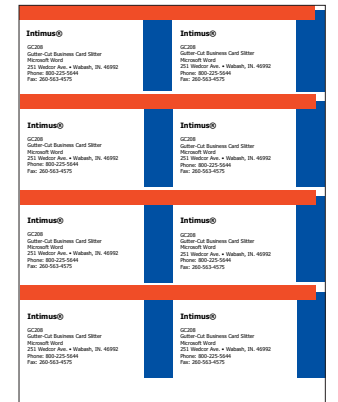 Intimus®
GC208
Gutter-Cut Business Card Slitter
Microsoft Word
251 Wedcor Ave. • Wabash, IN. 46992
Phone: 800-225-5644
Fax: 260-563-4575
Intimus®
GC208
Gutter-Cut Business Card Slitter
Microsoft Word
251 Wedcor Ave. • Wabash, IN. 46992
Phone: 800-225-5644
Fax: 260-563-4575
Intimus®
GC208
Gutter-Cut Business Card Slitter
Microsoft Word
251 Wedcor Ave. • Wabash, IN. 46992
Phone: 800-225-5644
Fax: 260-563-4575
Intimus®
GC208
Gutter-Cut Business Card Slitter
Microsoft Word
251 Wedcor Ave. • Wabash, IN. 46992
Phone: 800-225-5644
Fax: 260-563-4575
Intimus®
GC208
Gutter-Cut Business Card Slitter
Microsoft Word
251 Wedcor Ave. • Wabash, IN. 46992
Phone: 800-225-5644
Fax: 260-563-4575
Intimus®
GC208
Gutter-Cut Business Card Slitter
Microsoft Word
251 Wedcor Ave. • Wabash, IN. 46992
Phone: 800-225-5644
Fax: 260-563-4575
Intimus®
GC208
Gutter-Cut Business Card Slitter
Microsoft Word
251 Wedcor Ave. • Wabash, IN. 46992
Phone: 800-225-5644
Fax: 260-563-4575
Intimus®
GC208
Gutter-Cut Business Card Slitter
Microsoft Word
251 Wedcor Ave. • Wabash, IN. 46992
Phone: 800-225-5644
Fax: 260-563-4575